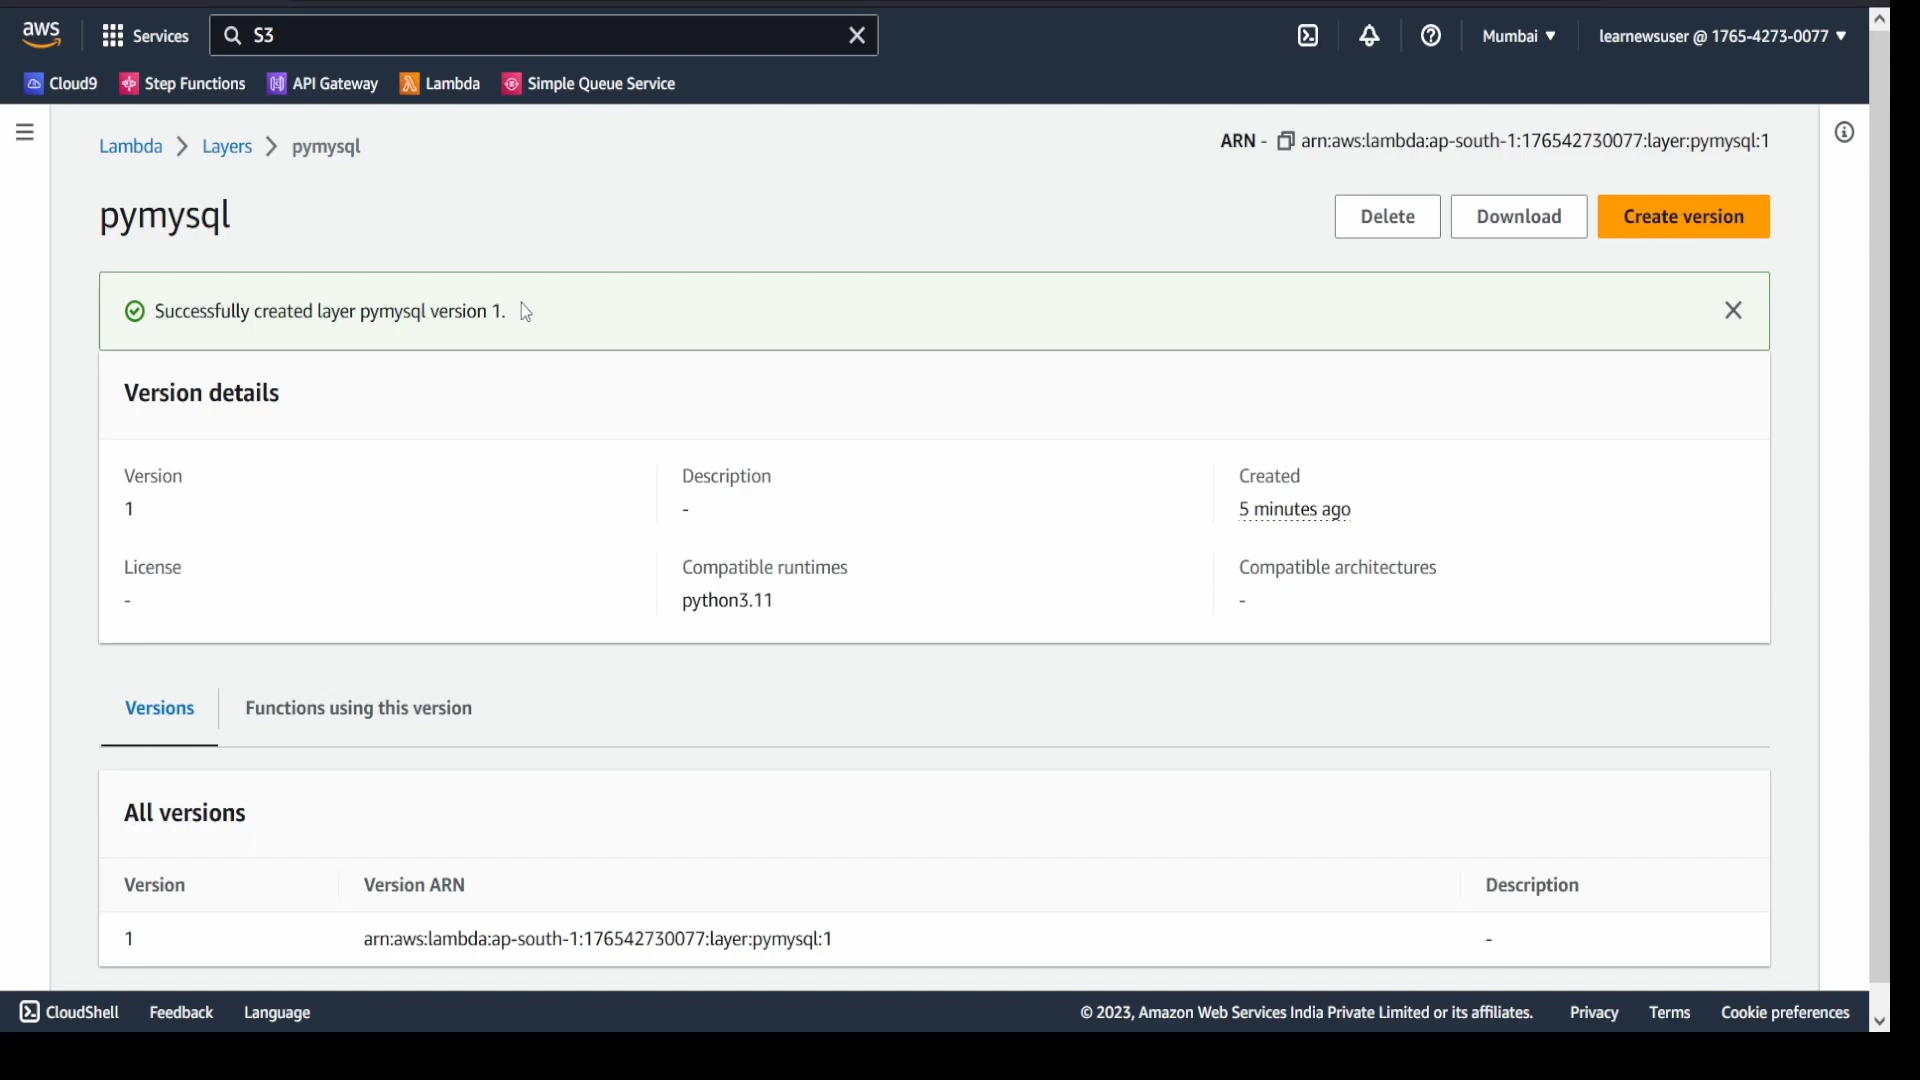 aws Services S3 Mumbai learnewsuser @ 1765-4273-0077
Cloud9 Step Functions API Gateway Lambda Simple Queue Service
Lambda Layers pymysql
ARN - arn:aws:lambda:ap-south-1:176542730077:layer:pymysql:1
pymysql
Delete Download Create version
Successfully created layer pymysql version 1.
Version details
Version Description Created
1 - 5 minutes ago
License Compatible runtimes Compatible architectures
- python3.11 -
Versions Functions using this version
All versions
Version Version ARN Description
1 arn:aws:lambda:ap-south-1:176542730077:layer:pymysql:1 -
CloudShell Feedback Language © 2023, Amazon Web Services India Private Limited or its affiliates. Privacy Terms Cookie preferences